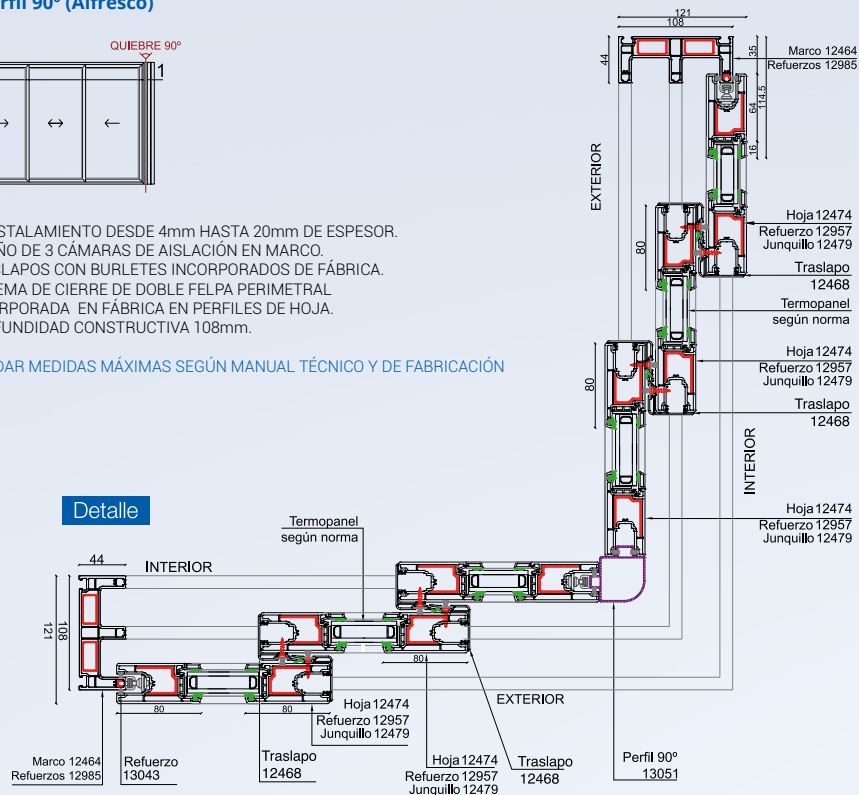 rfil 90º (Alfresco)
QUIEBRE 90º
1
STALAMIENTO DESDE 4mm HASTA 20mm DE ESPESOR.
ÑO DE 3 CÁMARAS DE AISLACIÓN EN MARCO.
SLAPOS CON BURLETES INCORPORADOS DE FÁBRICA.
EMA DE CIERRE DE DOBLE FELPA PERIMETRAL
ORPORADA EN FÁBRICA EN PERFILES DE HOJA.
FUNDIDAD CONSTRUCTIVA 108mm.
DAR MEDIDAS MÁXIMAS SEGÚN MANUAL TÉCNICO Y DE FABRICACIÓN
121
108
44
35
114.5
64
16
Marco 12464
Refuerzos 12985
EXTERIOR
80
Hoja 12474
Refuerzo 12957
Junquillo 12479
Traslapo
12468
Termopanel
según norma
80
Hoja 12474
Refuerzo 12957
Junquillo 12479
Traslapo
12468
INTERIOR
Hoja 12474
Refuerzo 12957
Junquillo 12479
Detalle
Termopanel
según norma
44
INTERIOR
108
121
80
EXTERIOR
80
80
Hoja 12474
Refuerzo 12957
Junquillo 12479
Marco 12464
Refuerzos 12985
Refuerzo
13043
Traslapo
12468
Hoja 12474
Refuerzo 12957
Junquillo 12479
Traslapo
12468
Perfil 90º
13051